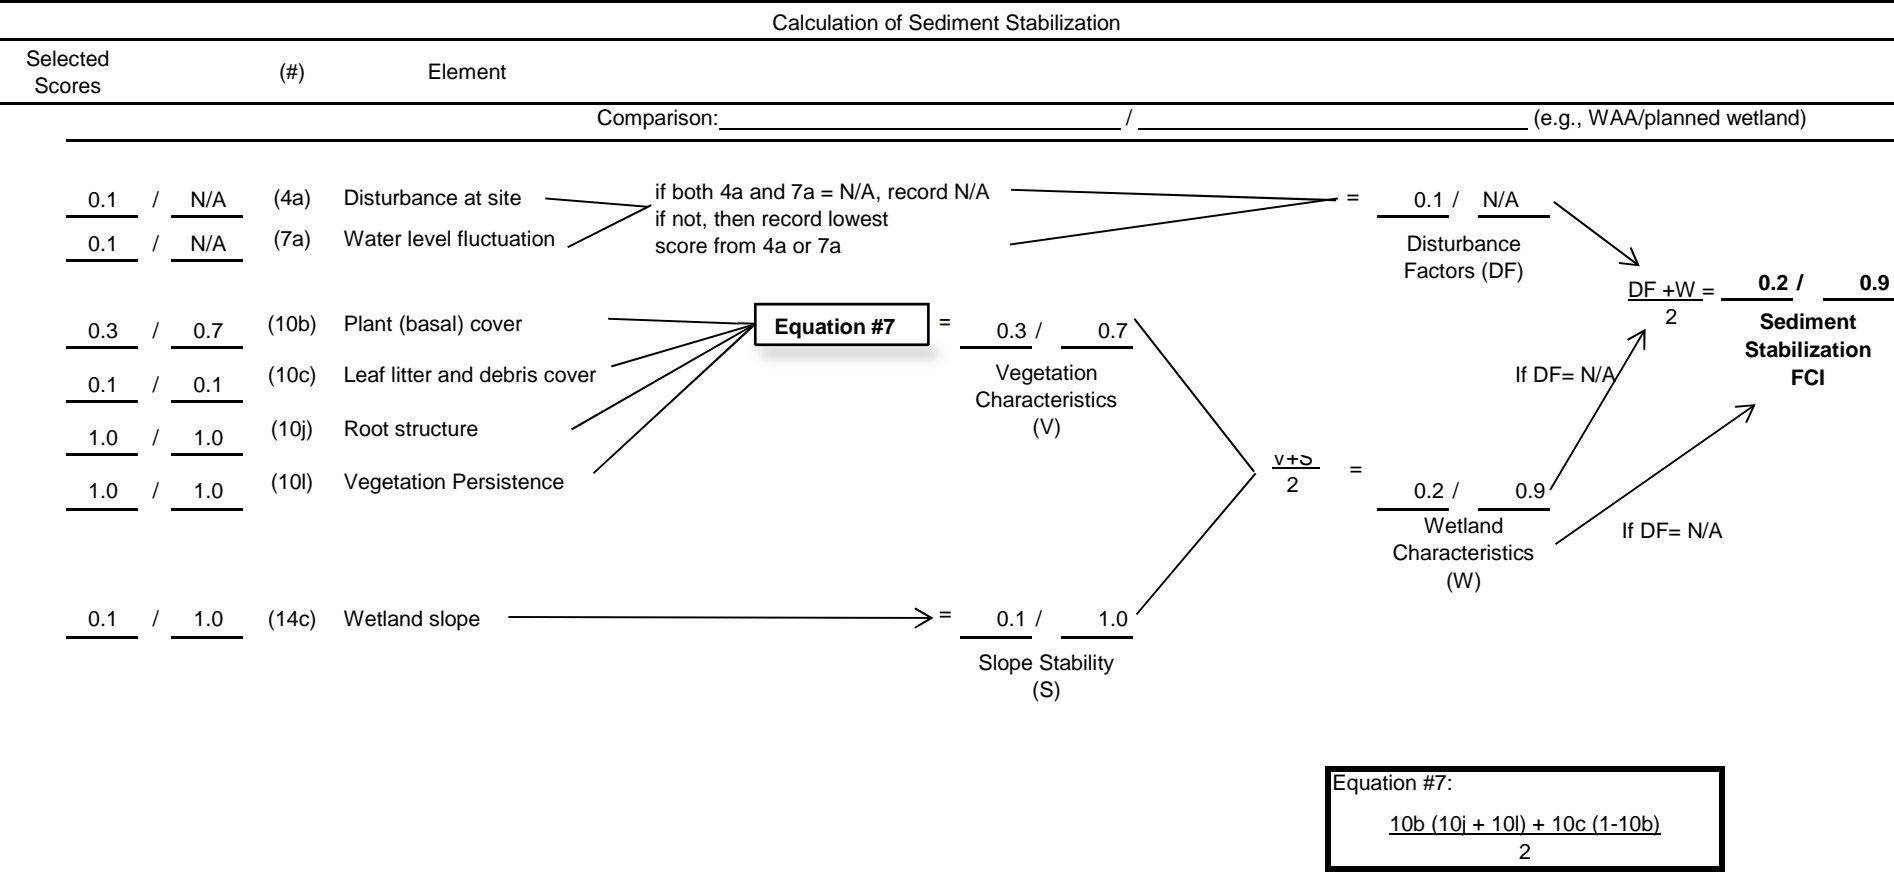 Calculation of Sediment Stabilization
Selected
Scores
(#)
Element
Comparison: / (e.g., WAA/planned wetland)
0.1 / N/A (4a) Disturbance at site
0.1 / N/A (7a) Water level fluctuation
if both 4a and 7a = N/A, record N/A
if not, then record lowest
score from 4a or 7a
= 0.1 / N/A
Disturbance
Factors (DF)
DF +W = 0.2 / 0.9
2
Sediment
Stabilization
FCI
0.3 / 0.7 (10b) Plant (basal) cover
0.1 / 0.1 (10c) Leaf litter and debris cover
1.0 / 1.0 (10j) Root structure
1.0 / 1.0 (10l) Vegetation Persistence
Equation #7 = 0.3 / 0.7
Vegetation
Characteristics
(V)
If DF= N/A
V+S =
2
0.2 / 0.9
Wetland
Characteristics
(W)
If DF= N/A
0.1 / 1.0 (14c) Wetland slope = 0.1 / 1.0
Slope Stability
(S)
Equation #7:
10b (10j + 10l) + 10c (1-10b)
2